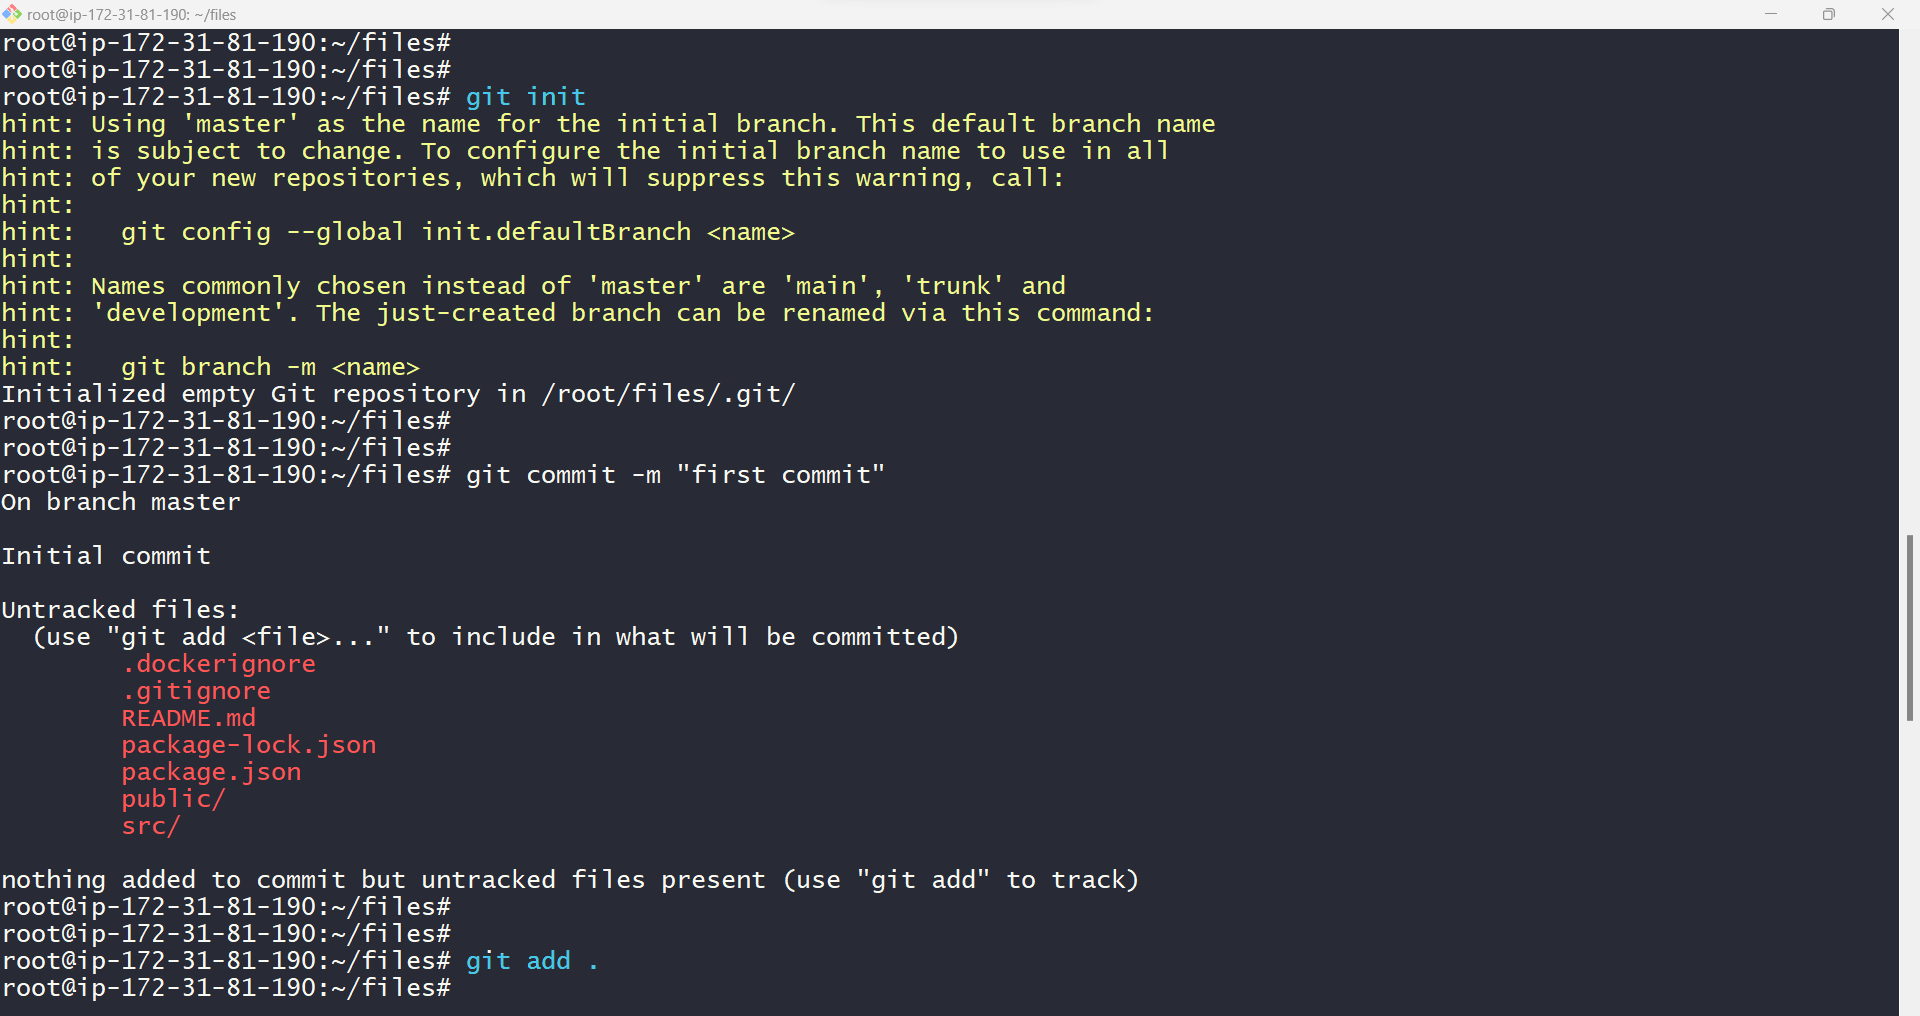 root@ip-172-31-81-190: ~/files
root@ip-172-31-81-190:~/files#
root@ip-172-31-81-190:~/files#
root@ip-172-31-81-190:~/files# git init
hint: Using 'master' as the name for the initial branch. This default branch name
hint: is subject to change. To configure the initial branch name to use in all
hint: of your new repositories, which will suppress this warning, call:
hint:
hint:   git config --global init.defaultBranch <name>
hint:
hint: Names commonly chosen instead of 'master' are 'main', 'trunk' and
hint: 'development'. The just-created branch can be renamed via this command:
hint:
hint:   git branch -m <name>
Initialized empty Git repository in /root/files/.git/
root@ip-172-31-81-190:~/files#
root@ip-172-31-81-190:~/files#
root@ip-172-31-81-190:~/files# git commit -m "first commit"
On branch master
Initial commit
Untracked files:
  (use "git add <file>..." to include in what will be committed)
        .dockerignore
        .gitignore
        README.md
        package-lock.json
        package.json
        public/
        src/
nothing added to commit but untracked files present (use "git add" to track)
root@ip-172-31-81-190:~/files#
root@ip-172-31-81-190:~/files#
root@ip-172-31-81-190:~/files# git add .
root@ip-172-31-81-190:~/files#